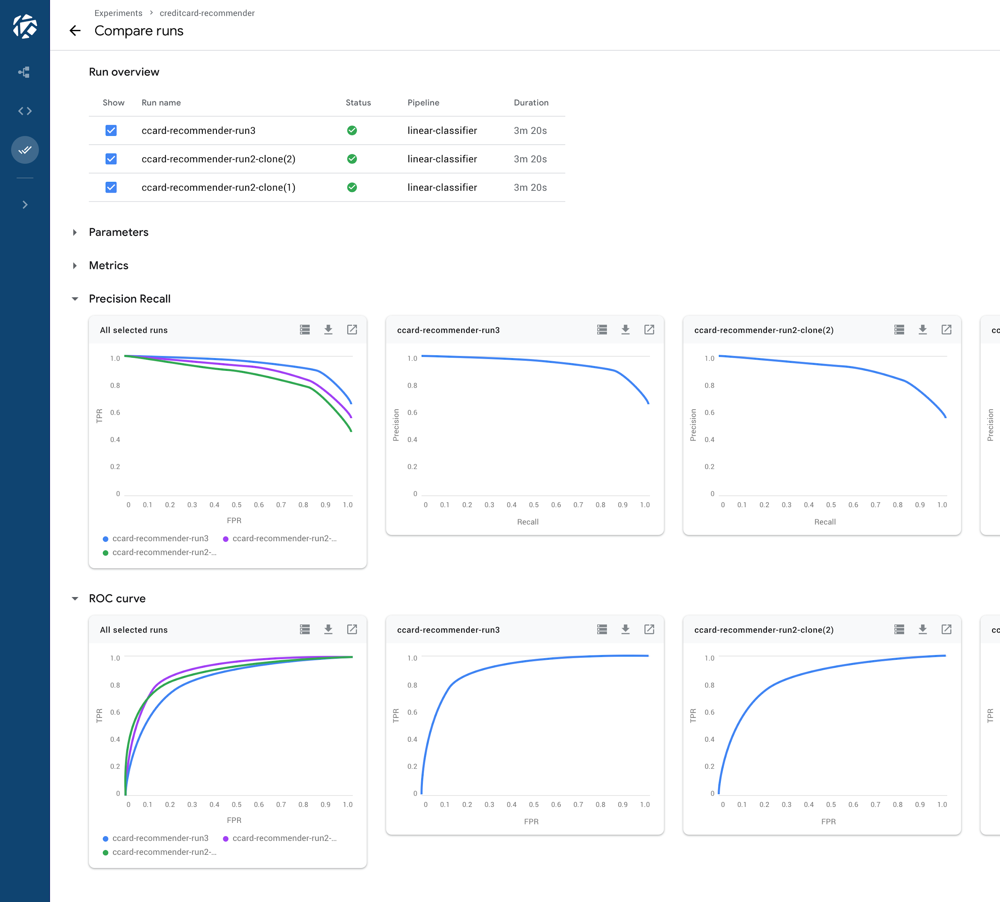 Experiments > creditcard-recommender
Compare runs
Run overview
Show Run name Status Pipeline Duration
ccard-recommender-run3 linear-classifier 3m 20s
ccard-recommender-run2-clone(2) linear-classifier 3m 20s
ccard-recommender-run2-clone(1) linear-classifier 3m 20s
Parameters
Metrics
Precision Recall
All selected runs
1.0
0.8
0.6
0.4
0.2
0
TPR
0 0.1 0.2 0.3 0.4 0.5 0.6 0.7 0.8 0.9 1.0
FPR
ccard-recommender-run3 ccard-recommender-run2-...
ccard-recommender-run2-...
ccard-recommender-run3
1.0
0.8
0.6
0.4
0.2
0
Precision
0 0.1 0.2 0.3 0.4 0.5 0.6 0.7 0.8 0.9 1.0
Recall
ccard-recommender-run2-clone(2)
1.0
0.8
0.6
0.4
0.2
0
Precision
0 0.1 0.2 0.3 0.4 0.5 0.6 0.7 0.8 0.9 1.0
Recall
cc
Precision
ROC curve
All selected runs
1.0
0.8
0.6
0.4
0.2
0
TPR
0 0.1 0.2 0.3 0.4 0.5 0.6 0.7 0.8 0.9 1.0
FPR
ccard-recommender-run3 ccard-recommender-run2-...
ccard-recommender-run2-...
ccard-recommender-run3
1.0
0.8
0.6
0.4
0.2
0
TPR
0 0.1 0.2 0.3 0.4 0.5 0.6 0.7 0.8 0.9 1.0
FPR
ccard-recommender-run2-clone(2)
1.0
0.8
0.6
0.4
0.2
0
TPR
0 0.1 0.2 0.3 0.4 0.5 0.6 0.7 0.8 0.9 1.0
FPR
cc
TPR